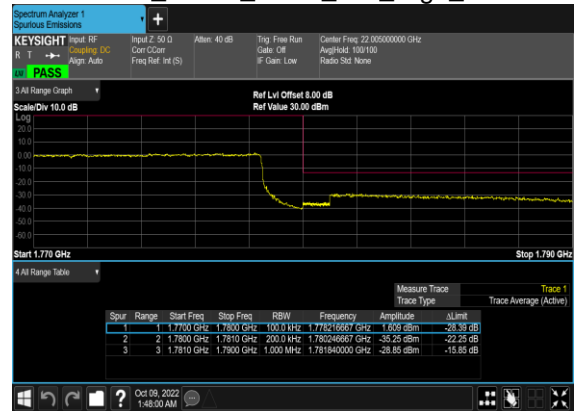 Spectrum Analyzer 1
Spurious Emissions
KEYSIGHT Input: RF Input Z: 50 Ω Atten: 40 dB Trig: Free Run Center Freq: 22.005000000 GHz
R T Coupling: DC Corr CCorr Gate: Off Avg|Hold: 100/100
Align: Auto Freq Ref: Int (S) IF Gain: Low Radio Std: None
PASS
3 All Range Graph
Ref Lvl Offset 8.00 dB
Scale/Div 10.0 dB Ref Value 30.00 dBm
Log
20.0
10.0
0.00
-10.0
-20.0
-30.0
-40.0
-50.0
-60.0
Start 1.770 GHz Stop 1.790 GHz
4 All Range Table
Measure Trace Trace 1
Trace Type Trace Average (Active)
Spur Range Start Freq Stop Freq RBW Frequency Amplitude ΔLimit
1 1 1.7700 GHz 1.7800 GHz 100.0 kHz 1.778216667 GHz 1.609 dBm -28.39 dB
2 2 1.7800 GHz 1.7810 GHz 200.0 kHz 1.780246667 GHz -35.25 dBm -22.25 dB
3 3 1.7810 GHz 1.7900 GHz 1.000 MHz 1.781840000 GHz -28.85 dBm -15.85 dB
? Oct 09, 2022
1:48:00 AM